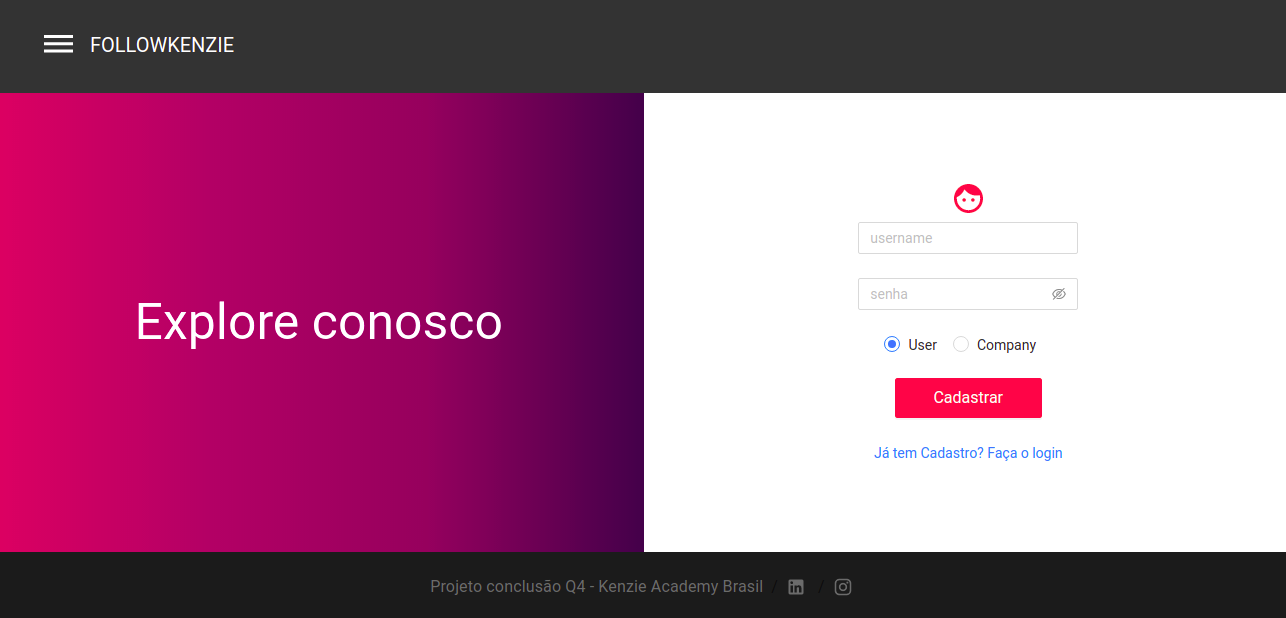 FOLLOWKENZIE
Explore conosco
username
senha
User
Company
Cadastrar
Já tem Cadastro? Faça o login
Projeto conclusão Q4 - Kenzie Academy Brasil / in /